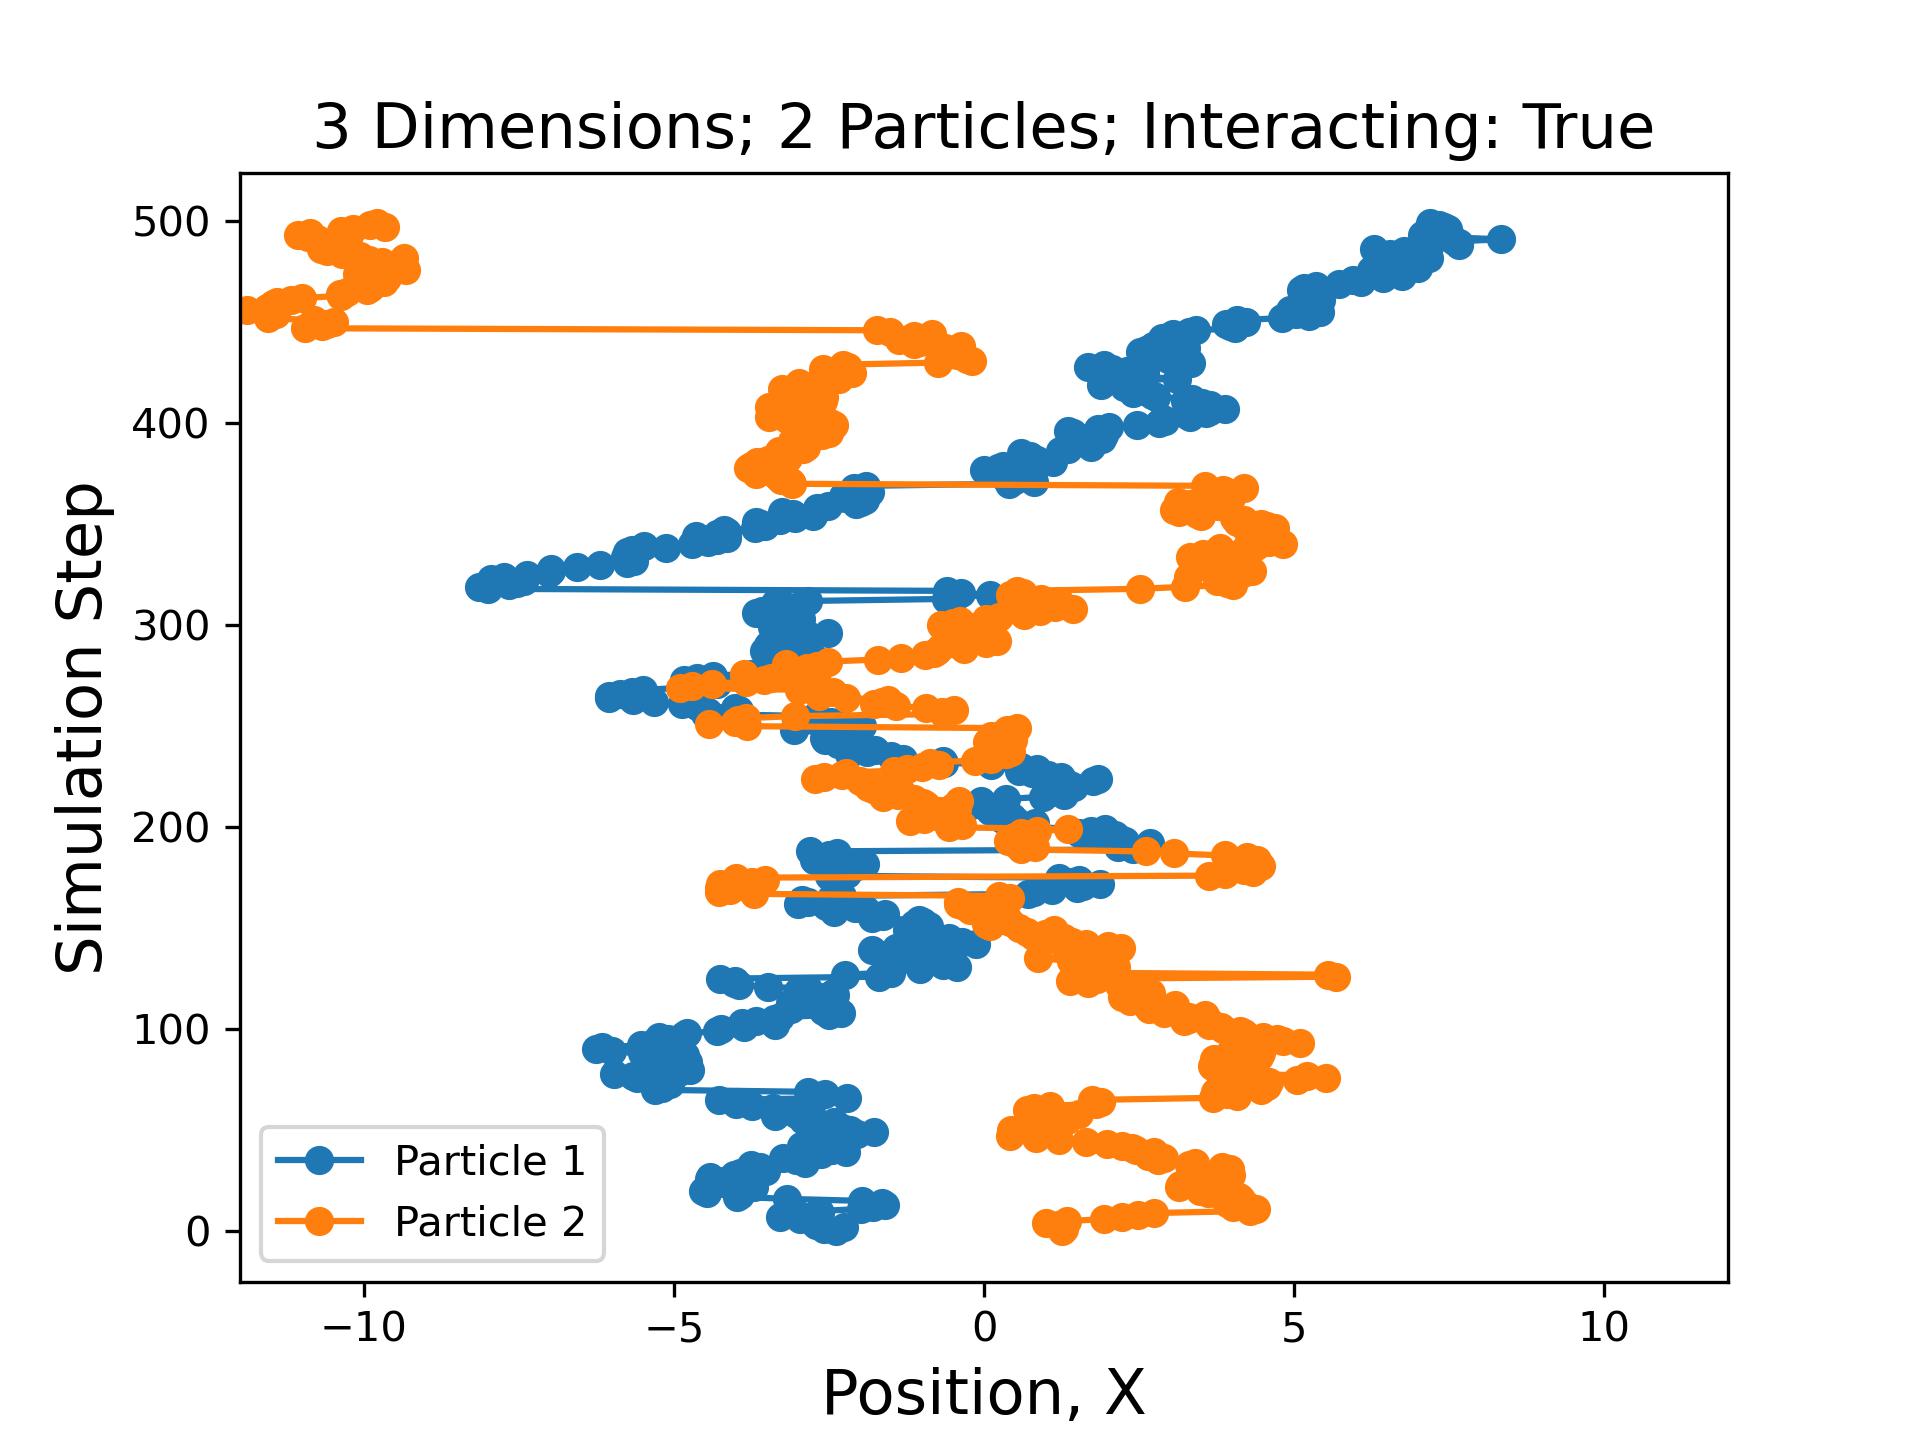 3 Dimensions; 2 Particles; Interacting: True
500
400
300
200
100
0
Simulation Step
Particle 1
Particle 2
−10
−5
0
5
10
Position, X